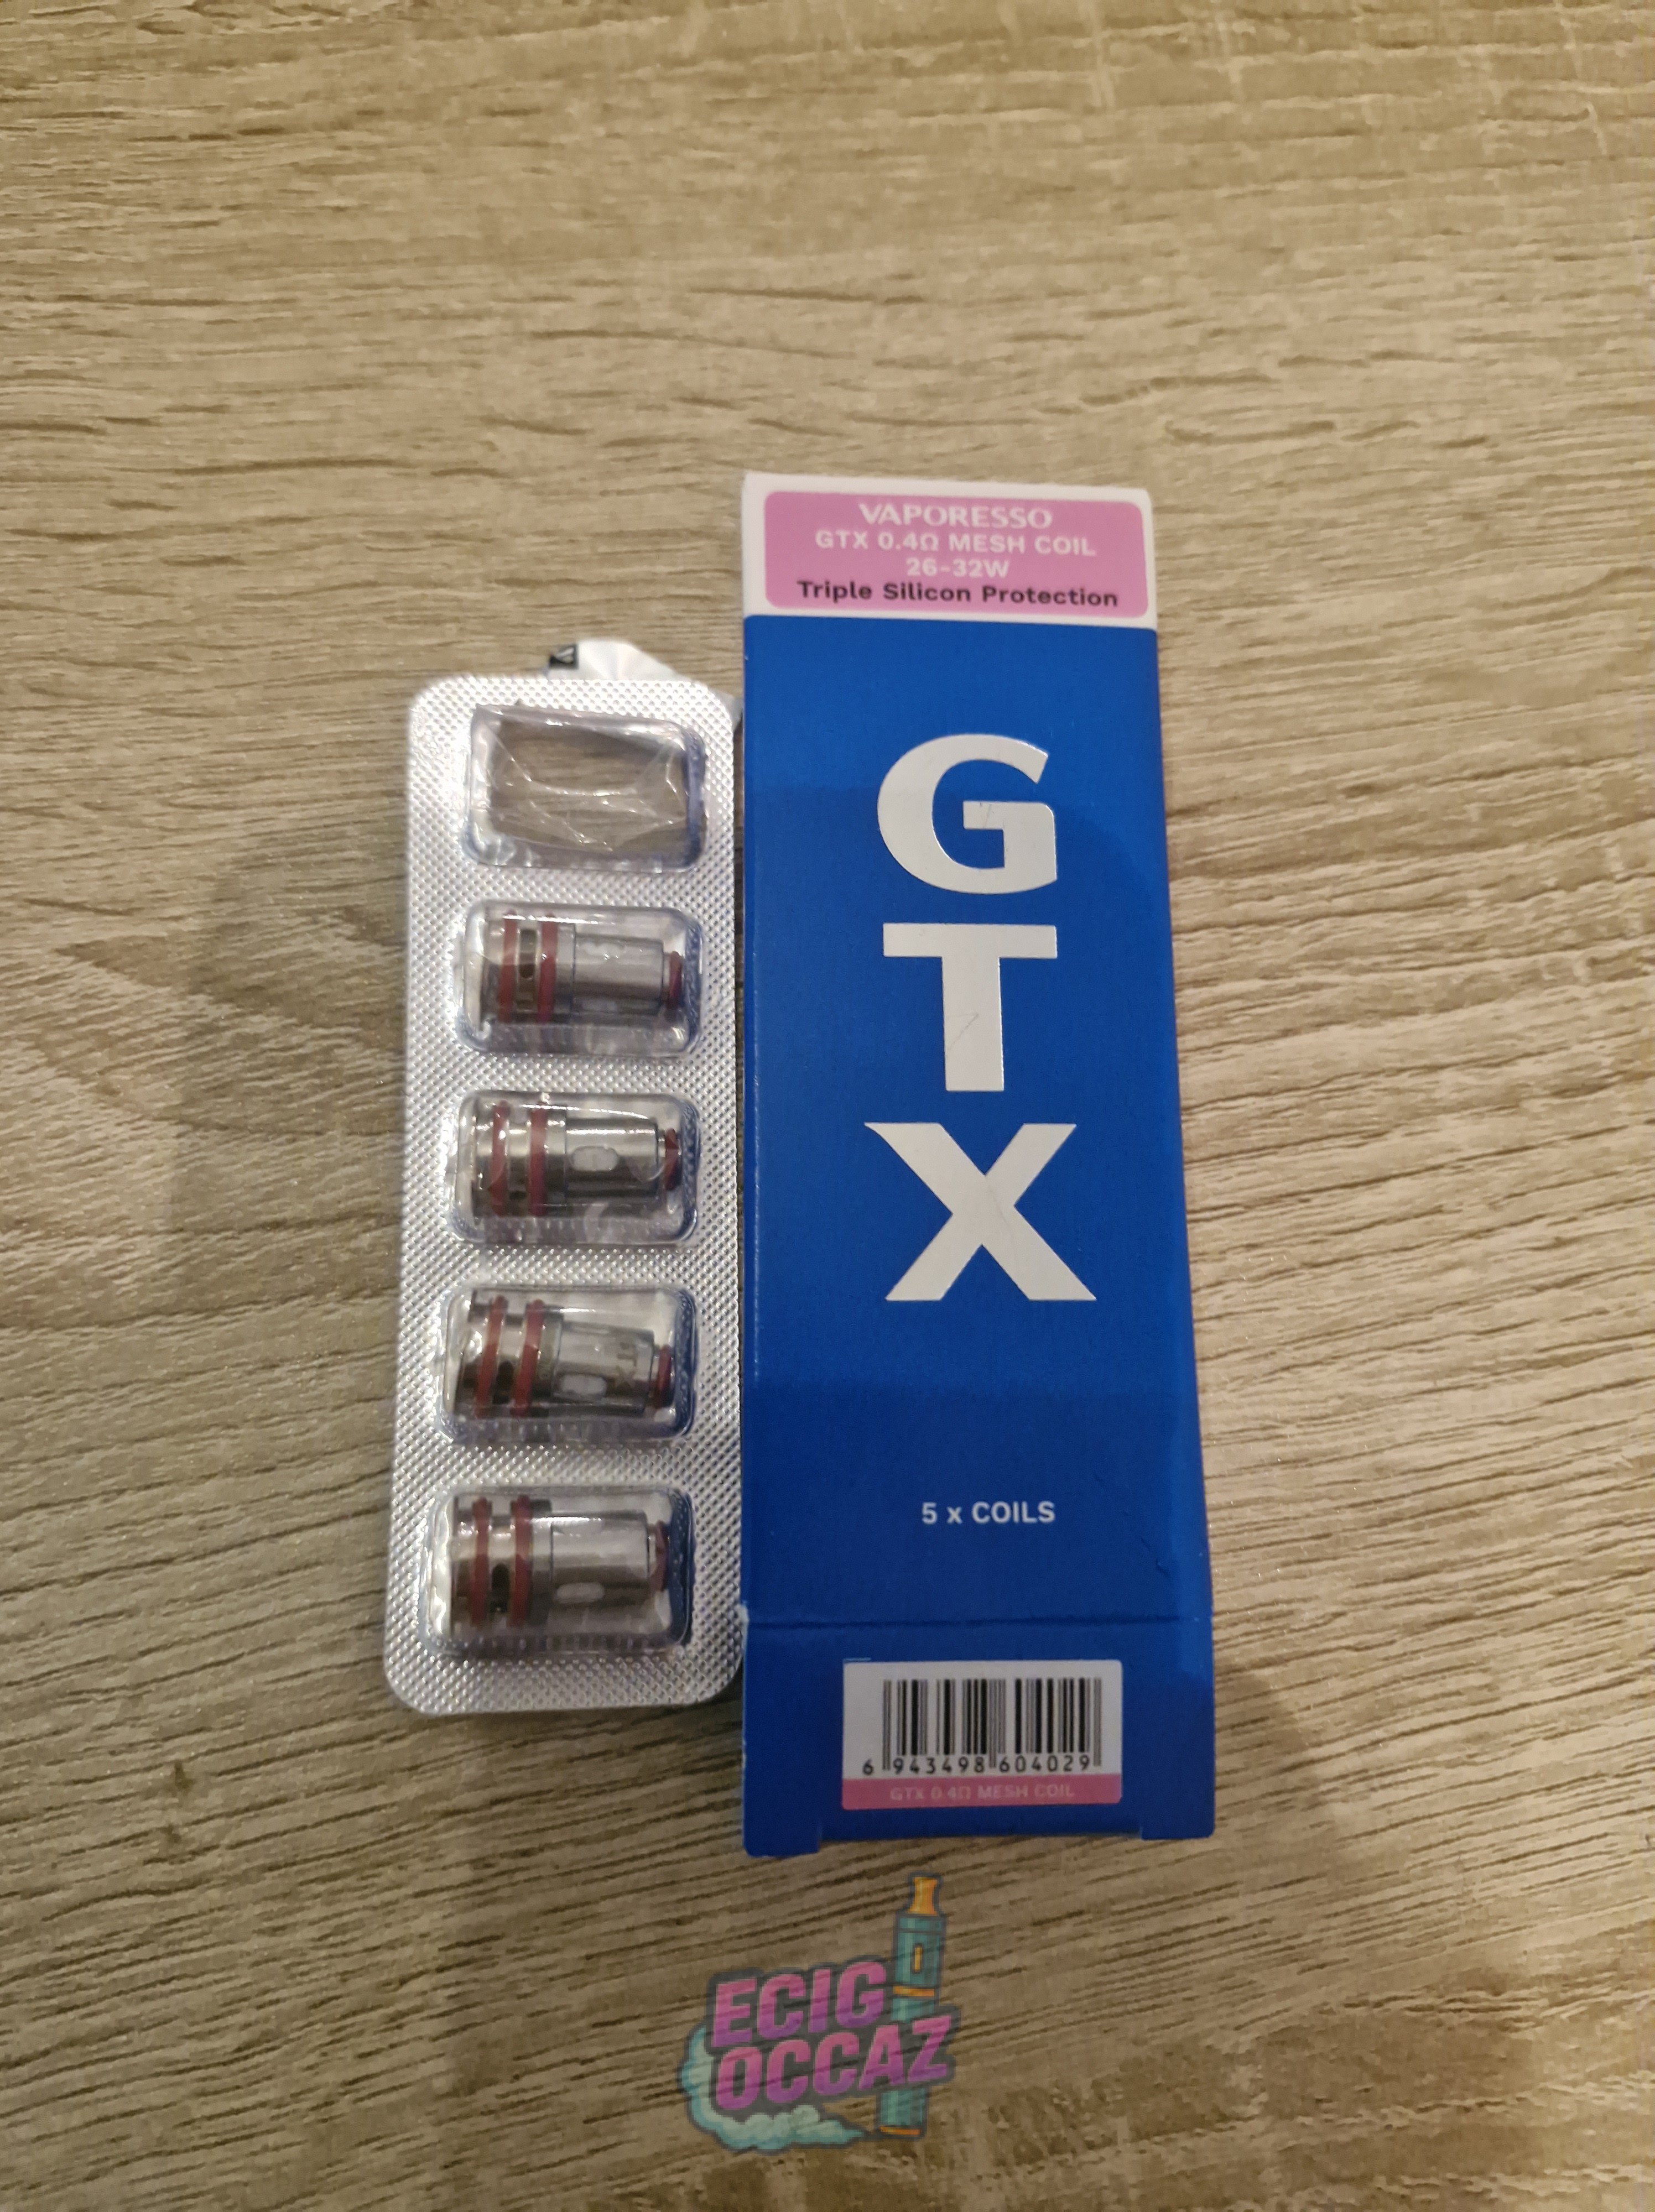 VAPORESSO
GTX 0.4Ω MESH COIL
26-32W
Triple Silicon Protection
G
T
X
5 x COILS
6 943498 604029
GTX 0.4Ω MESH COIL
ECIG
OCCAZ